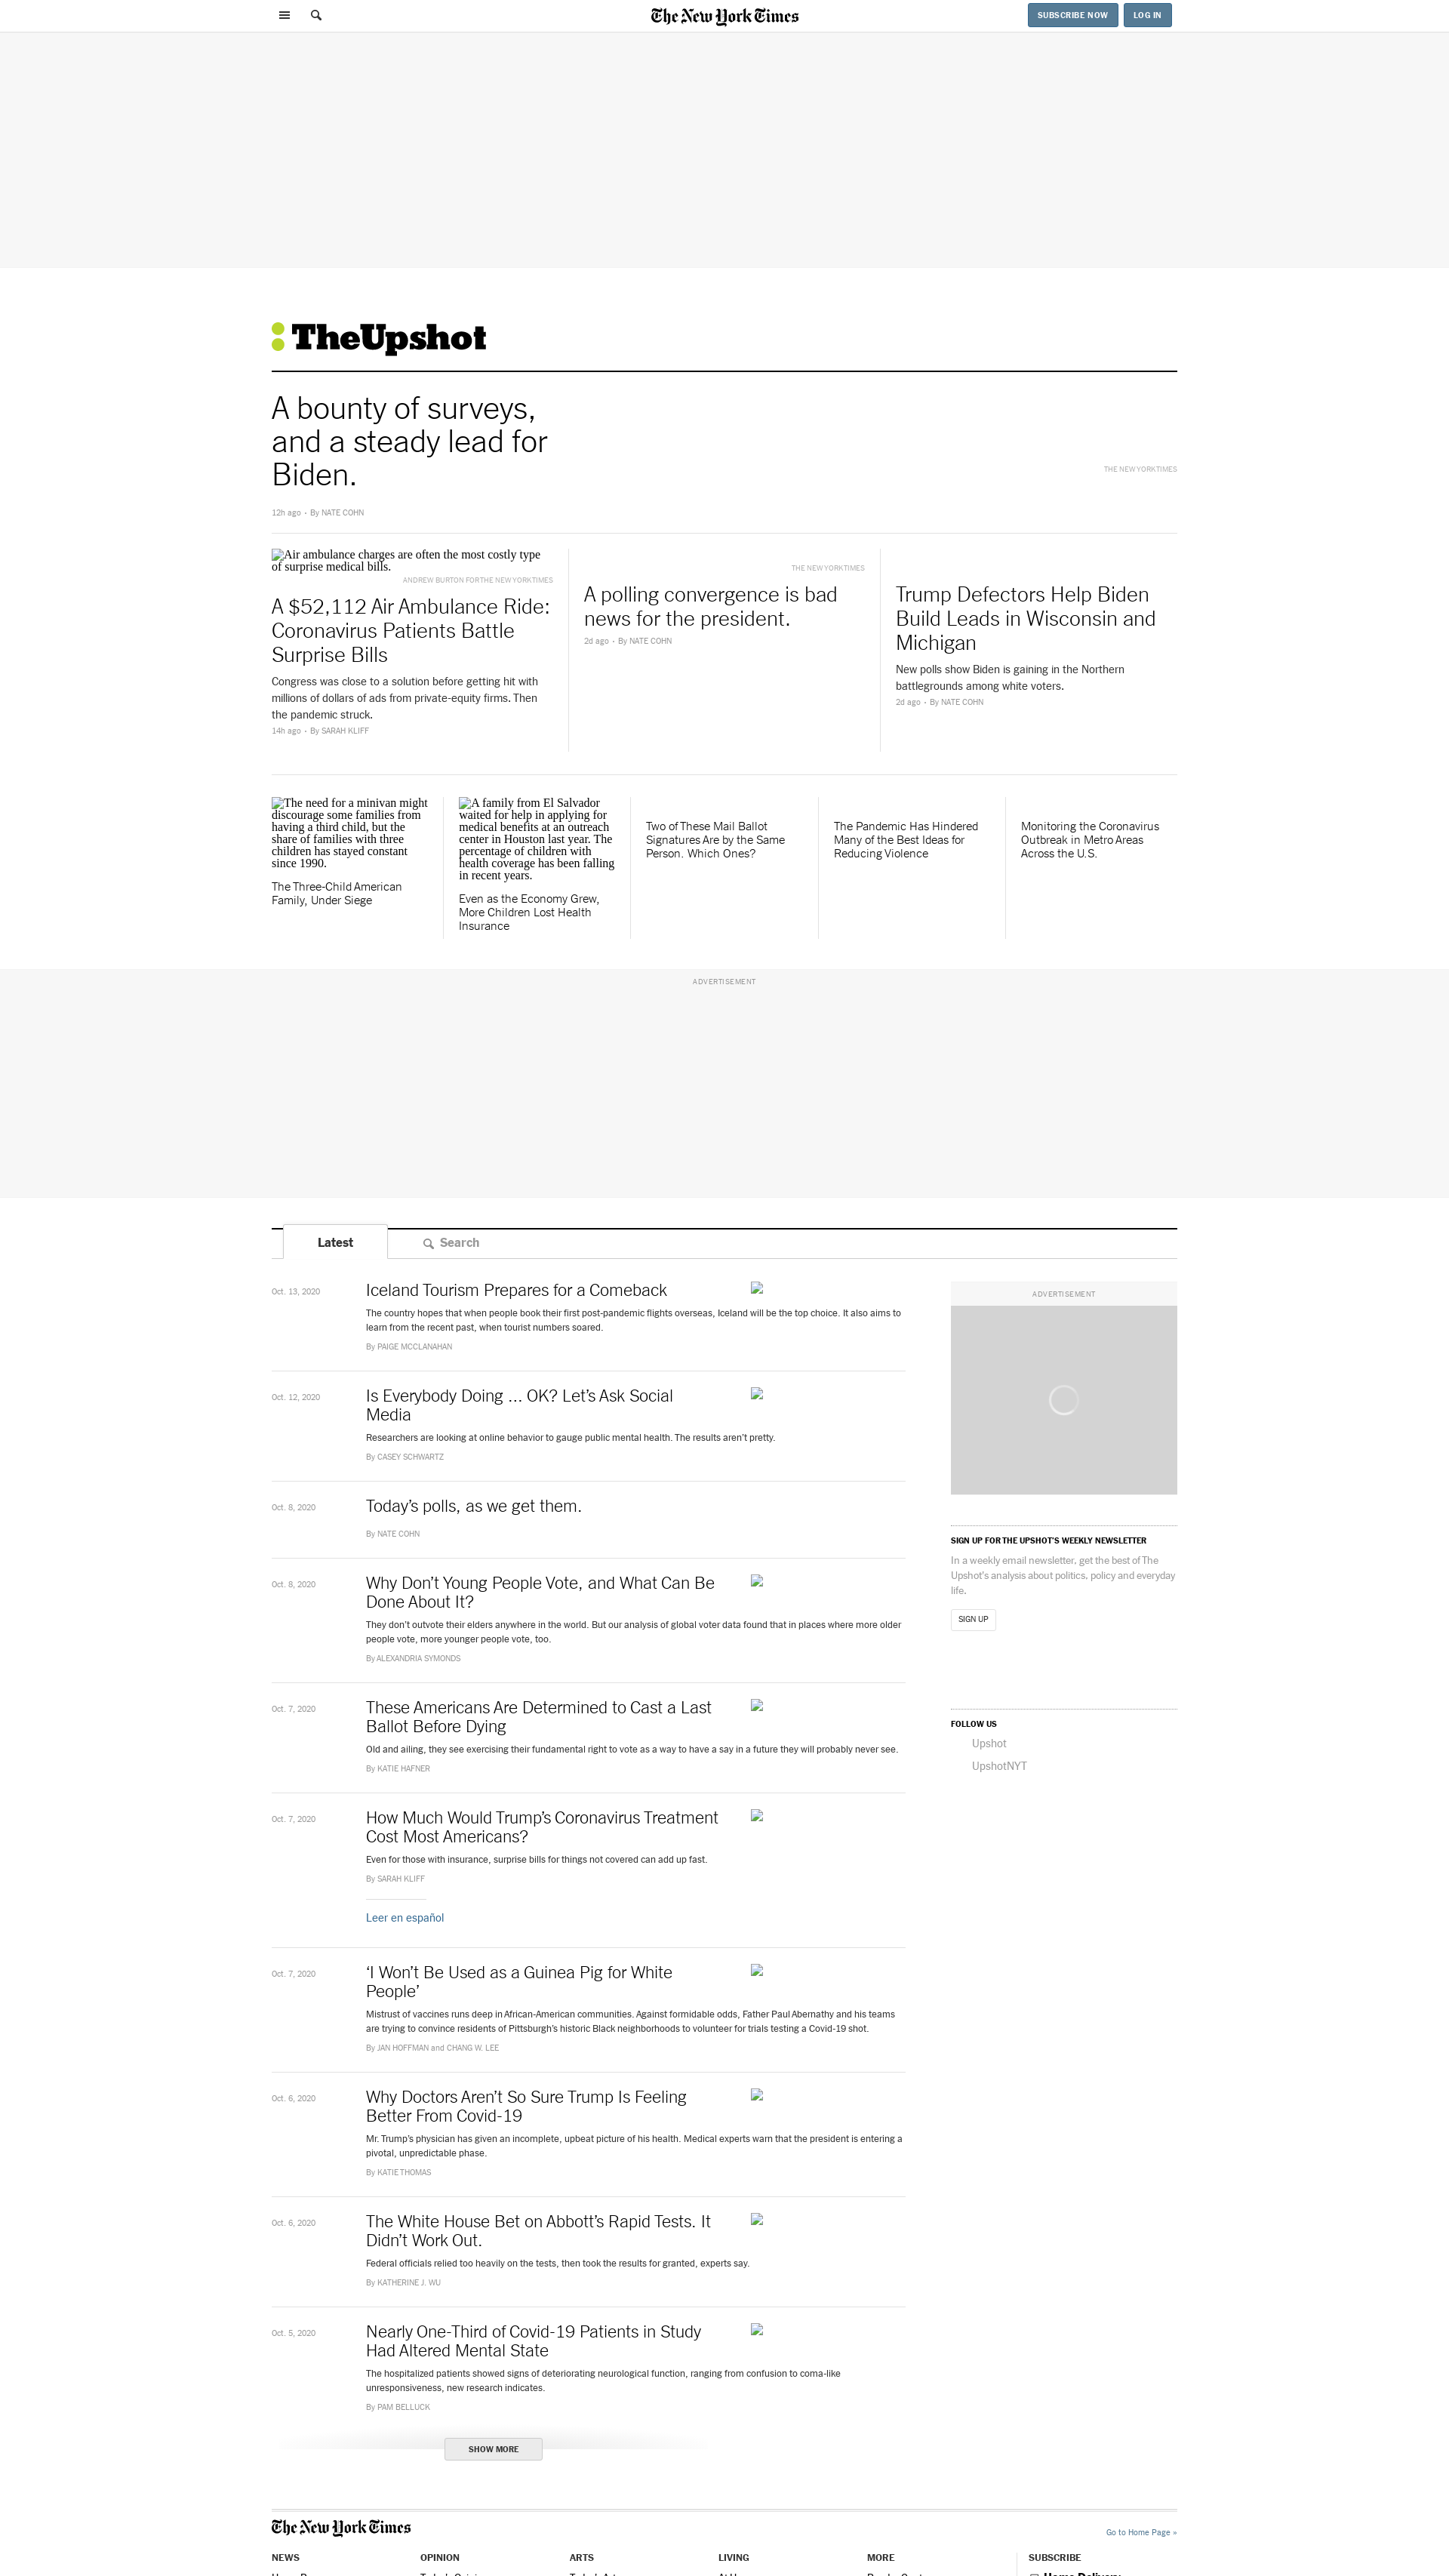 The New York Times
SUBSCRIBE NOW
LOG IN
TheUpshot
A bounty of surveys,
and a steady lead for
Biden.
THE NEW YORK TIMES
12h ago • By NATE COHN
Air ambulance charges are often the most costly type
of surprise medical bills.
ANDREW BURTON FOR THE NEW YORK TIMES
A $52,112 Air Ambulance Ride:
Coronavirus Patients Battle
Surprise Bills
Congress was close to a solution before getting hit with
millions of dollars of ads from private-equity firms. Then
the pandemic struck.
14h ago • By SARAH KLIFF
THE NEW YORK TIMES
A polling convergence is bad
news for the president.
2d ago • By NATE COHN
Trump Defectors Help Biden
Build Leads in Wisconsin and
Michigan
New polls show Biden is gaining in the Northern
battlegrounds among white voters.
2d ago • By NATE COHN
The need for a minivan might
discourage some families from
having a third child, but the
share of families with three
children has stayed constant
since 1990.
The Three-Child American
Family, Under Siege
A family from El Salvador
waited for help in applying for
medical benefits at an outreach
center in Houston last year. The
percentage of children with
health coverage has been falling
in recent years.
Even as the Economy Grew,
More Children Lost Health
Insurance
Two of These Mail Ballot
Signatures Are by the Same
Person. Which Ones?
The Pandemic Has Hindered
Many of the Best Ideas for
Reducing Violence
Monitoring the Coronavirus
Outbreak in Metro Areas
Across the U.S.
ADVERTISEMENT
Latest
Search
Oct. 13, 2020
Iceland Tourism Prepares for a Comeback
The country hopes that when people book their first post-pandemic flights overseas, Iceland will be the top choice. It also aims to
learn from the recent past, when tourist numbers soared.
By PAIGE MCCLANAHAN
Oct. 12, 2020
Is Everybody Doing ... OK? Let’s Ask Social
Media
Researchers are looking at online behavior to gauge public mental health. The results aren’t pretty.
By CASEY SCHWARTZ
Oct. 8, 2020
Today’s polls, as we get them.
By NATE COHN
Oct. 8, 2020
Why Don’t Young People Vote, and What Can Be
Done About It?
They don’t outvote their elders anywhere in the world. But our analysis of global voter data found that in places where more older
people vote, more younger people vote, too.
By ALEXANDRIA SYMONDS
Oct. 7, 2020
These Americans Are Determined to Cast a Last
Ballot Before Dying
Old and ailing, they see exercising their fundamental right to vote as a way to have a say in a future they will probably never see.
By KATIE HAFNER
Oct. 7, 2020
How Much Would Trump’s Coronavirus Treatment
Cost Most Americans?
Even for those with insurance, surprise bills for things not covered can add up fast.
By SARAH KLIFF
Leer en español
Oct. 7, 2020
‘I Won’t Be Used as a Guinea Pig for White
People’
Mistrust of vaccines runs deep in African-American communities. Against formidable odds, Father Paul Abernathy and his teams
are trying to convince residents of Pittsburgh’s historic Black neighborhoods to volunteer for trials testing a Covid-19 shot.
By JAN HOFFMAN and CHANG W. LEE
Oct. 6, 2020
Why Doctors Aren’t So Sure Trump Is Feeling
Better From Covid-19
Mr. Trump’s physician has given an incomplete, upbeat picture of his health. Medical experts warn that the president is entering a
pivotal, unpredictable phase.
By KATIE THOMAS
Oct. 6, 2020
The White House Bet on Abbott’s Rapid Tests. It
Didn’t Work Out.
Federal officials relied too heavily on the tests, then took the results for granted, experts say.
By KATHERINE J. WU
Oct. 5, 2020
Nearly One-Third of Covid-19 Patients in Study
Had Altered Mental State
The hospitalized patients showed signs of deteriorating neurological function, ranging from confusion to coma-like
unresponsiveness, new research indicates.
By PAM BELLUCK
SHOW MORE
ADVERTISEMENT
SIGN UP FOR THE UPSHOT’S WEEKLY NEWSLETTER
In a weekly email newsletter, get the best of The
Upshot’s analysis about politics, policy and everyday
life.
SIGN UP
FOLLOW US
Upshot
UpshotNYT
The New York Times
Go to Home Page »
NEWS
OPINION
ARTS
LIVING
MORE
SUBSCRIBE